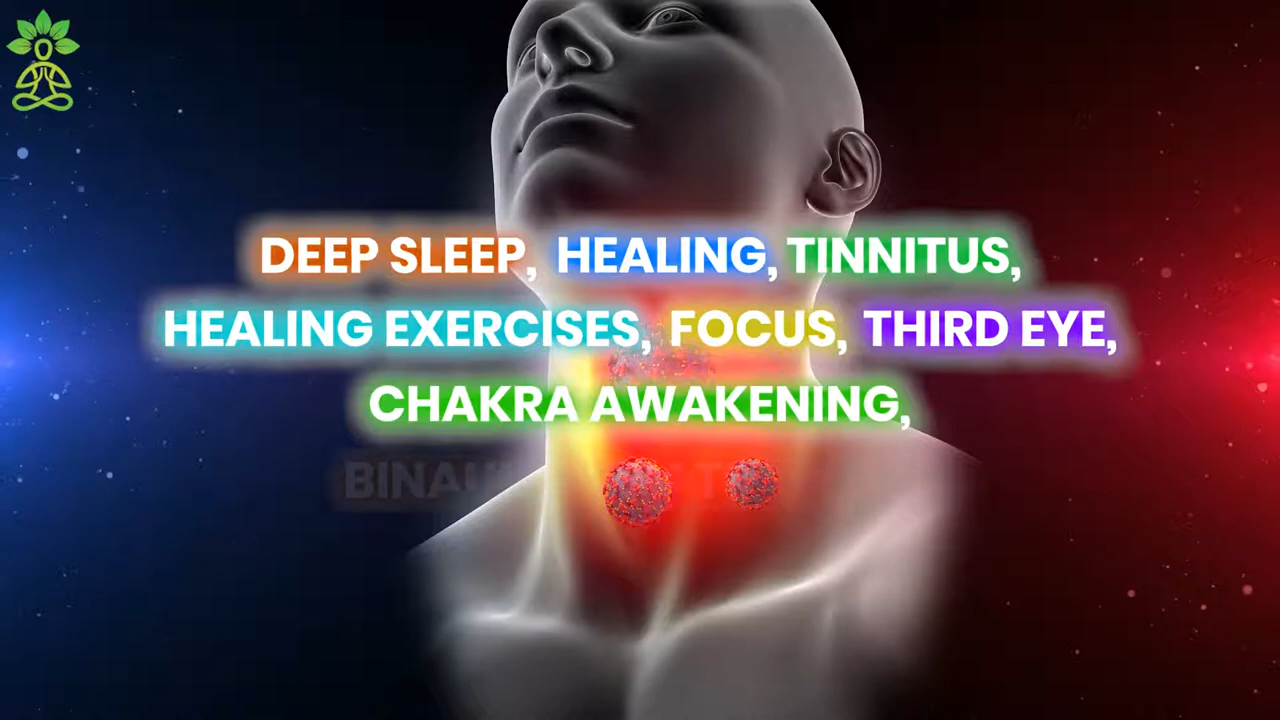 DEEP SLEEP, HEALING, TINNITUS,
HEALING EXERCISES, FOCUS, THIRD EYE,
CHAKRA AWAKENING,